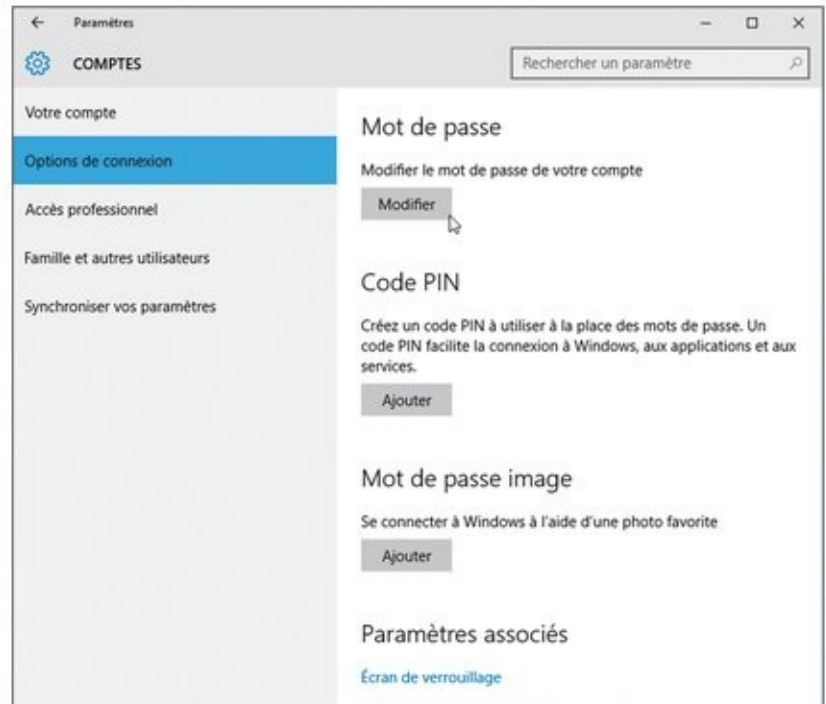 Paramètres
COMPTES
Rechercher un paramètre
Votre compte
Options de connexion
Accès professionnel
Famille et autres utilisateurs
Synchroniser vos paramètres
Mot de passe
Modifier le mot de passe de votre compte
Modifier
Code PIN
Créez un code PIN à utiliser à la place des mots de passe. Un
code PIN facilite la connexion à Windows, aux applications et aux
services.
Ajouter
Mot de passe image
Se connecter à Windows à l'aide d'une photo favorite
Ajouter
Paramètres associés
Écran de verrouillage